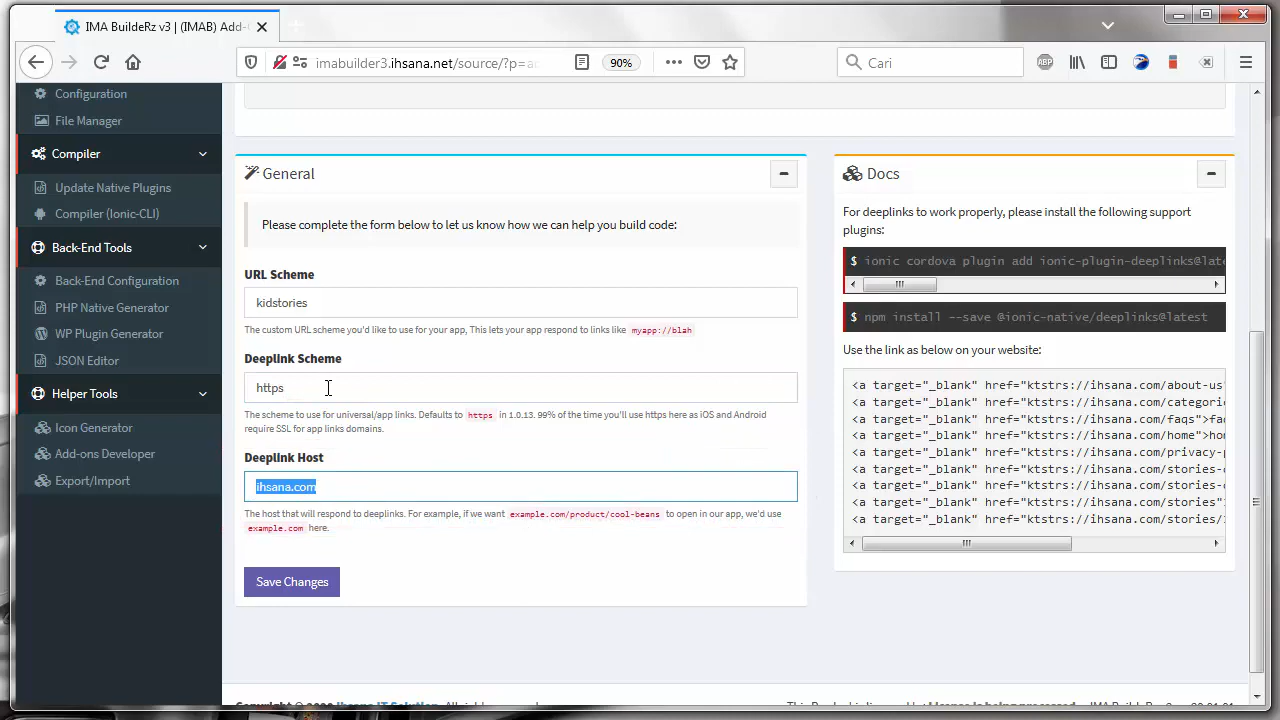 IMA BuildeRz v3 | (IMAB) Add-
imabuilder3.ihsana.net/source/?p=a
90%
Cari
ABP
Configuration
File Manager
Compiler
Update Native Plugins
Compiler (Ionic-CLI)
Back-End Tools
Back-End Configuration
PHP Native Generator
WP Plugin Generator
JSON Editor
Helper Tools
Icon Generator
Add-ons Developer
Export/Import
General
Please complete the form below to let us know how we can help you build code:
URL Scheme
kidstories
The custom URL scheme you'd like to use for your app, This lets your app respond to links like myapp://blah
Deeplink Scheme
https
The scheme to use for universal/app links. Defaults to https in 1.0.13. 99% of the time you'll use https here as iOS and Android
require SSL for app links domains.
Deeplink Host
ihsana.com
The host that will respond to deeplinks. For example, if we want example.com/product/cool-beans to open in our app, we'd use
example.com here.
Save Changes
Docs
For deeplinks to work properly, please install the following support
plugins:
$ ionic cordova plugin add ionic-plugin-deeplinks@late
$ npm install --save @ionic-native/deeplinks@latest
Use the link as below on your website:
<a target="_blank" href="ktstrs://ihsana.com/about-us
<a target="_blank" href="ktstrs://ihsana.com/categorie
<a target="_blank" href="ktstrs://ihsana.com/faqs">fac
<a target="_blank" href="ktstrs://ihsana.com/home">hom
<a target="_blank" href="ktstrs://ihsana.com/privacy-p
<a target="_blank" href="ktstrs://ihsana.com/stories-c
<a target="_blank" href="ktstrs://ihsana.com/stories-c
<a target="_blank" href="ktstrs://ihsana.com/stories"
<a target="_blank" href="ktstrs://ihsana.com/stories/